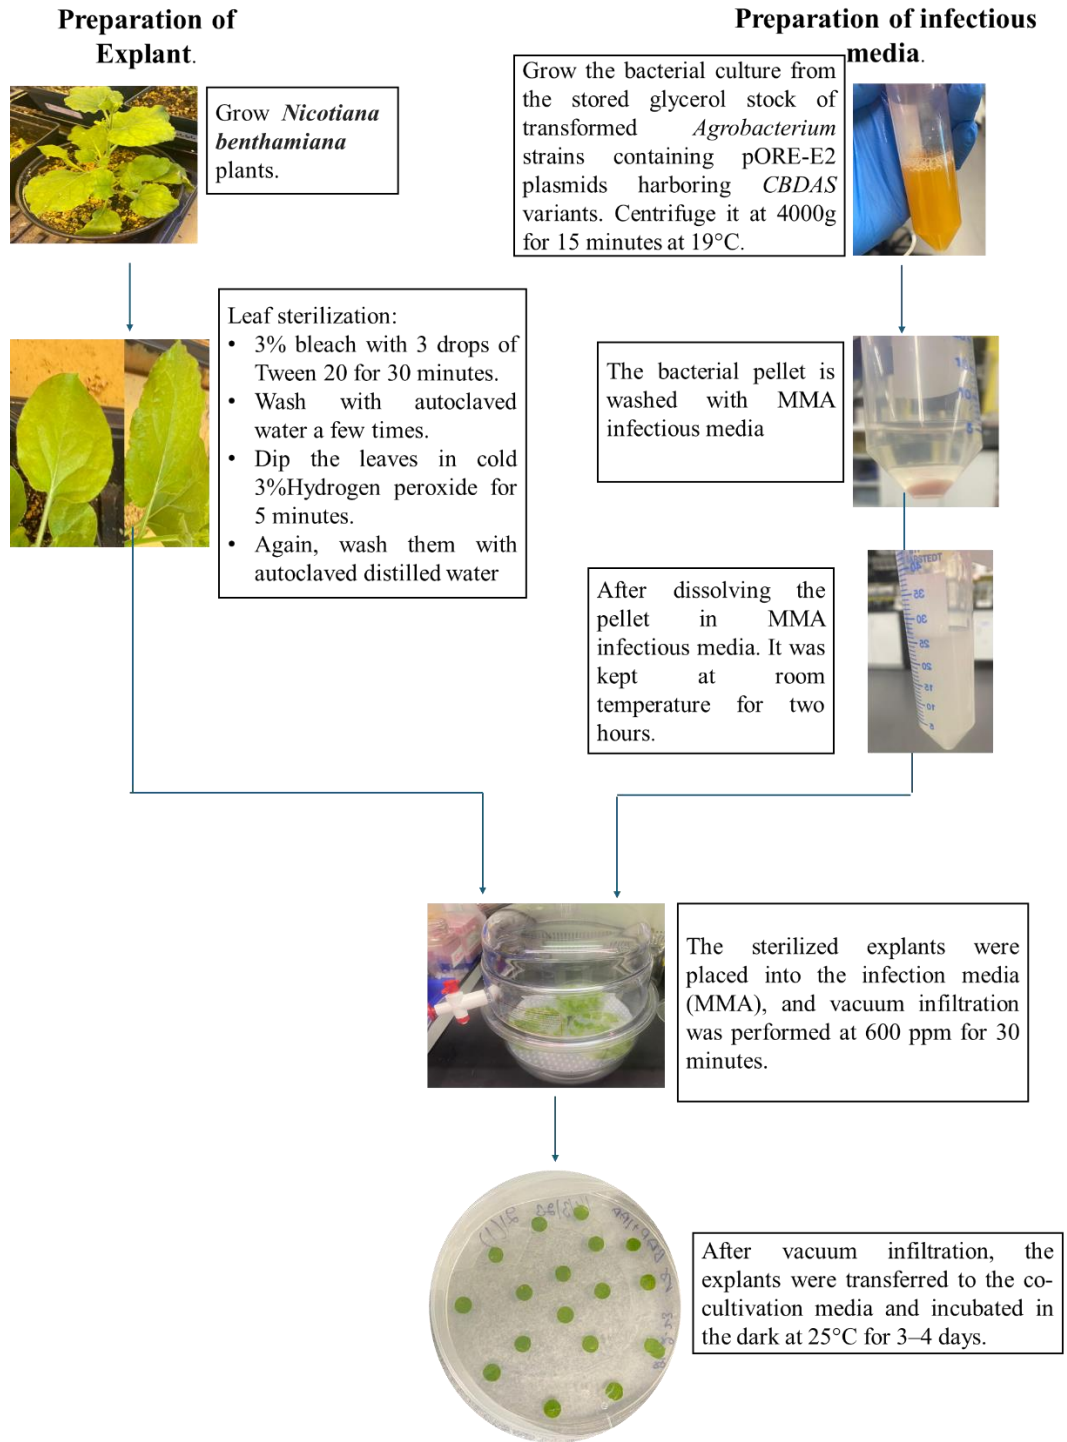 Preparation of
Explant.
Grow Nicotiana
benthamiana
plants.
Leaf sterilization:
• 3% bleach with 3 drops of
Tween 20 for 30 minutes.
• Wash with autoclaved
water a few times.
• Dip the leaves in cold
3%Hydrogen peroxide for
5 minutes.
• Again, wash them with
autoclaved distilled water
Preparation of infectious
media.
Grow the bacterial culture from
the stored glycerol stock of
transformed Agrobacterium
strains containing pORE-E2
plasmids harboring CBDAS
variants. Centrifuge it at 4000g
for 15 minutes at 19°C.
The bacterial pellet is
washed with MMA
infectious media
After dissolving the
pellet in MMA
infectious media. It was
kept at room
temperature for two
hours.
35
30
25
20
15
10
5
The sterilized explants were
placed into the infection media
(MMA), and vacuum infiltration
was performed at 600 ppm for 30
minutes.
After vacuum infiltration, the
explants were transferred to the co-
cultivation media and incubated in
the dark at 25°C for 3–4 days.